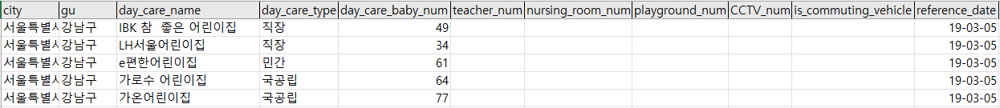 city gu day_care_name day_care_type day_care_baby_num teacher_num nursing_room_num playground_num CCTV_num is_commuting_vehicle reference_date
서울특별시 강남구 IBK 참  좋은 어린이집 직장 49 19-03-05
서울특별시 강남구 LH서울어린이집 직장 34 19-03-05
서울특별시 강남구 e편한어린이집 민간 61 19-03-05
서울특별시 강남구 가로수 어린이집 국공립 64 19-03-05
서울특별시 강남구 가온어린이집 국공립 77 19-03-05